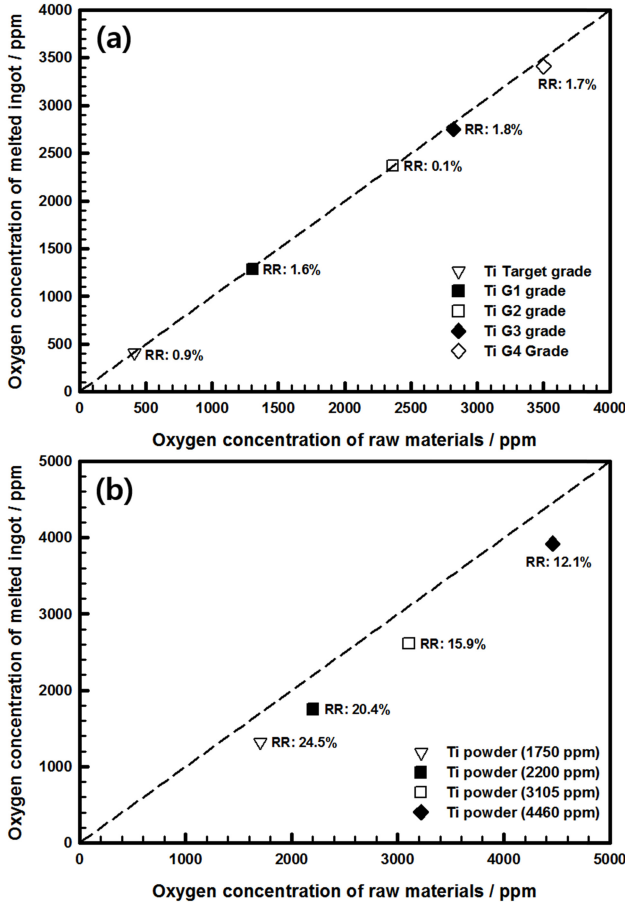 (a)
Oxygen concentration of melted ingot / ppm
4000
3500
3000
2500
2000
1500
1000
500
0
RR: 1.7%
RR: 1.8%
RR: 0.1%
RR: 1.6%
RR: 0.9%
Ti Target grade
Ti G1 grade
Ti G2 grade
Ti G3 grade
Ti G4 Grade
0 500 1000 1500 2000 2500 3000 3500 4000
Oxygen concentration of raw materials / ppm
(b)
Oxygen concentration of melted ingot / ppm
5000
4000
3000
2000
1000
0
RR: 12.1%
RR: 15.9%
RR: 20.4%
RR: 24.5%
Ti powder (1750 ppm)
Ti powder (2200 ppm)
Ti powder (3105 ppm)
Ti powder (4460 ppm)
0 1000 2000 3000 4000 5000
Oxygen concentration of raw materials / ppm